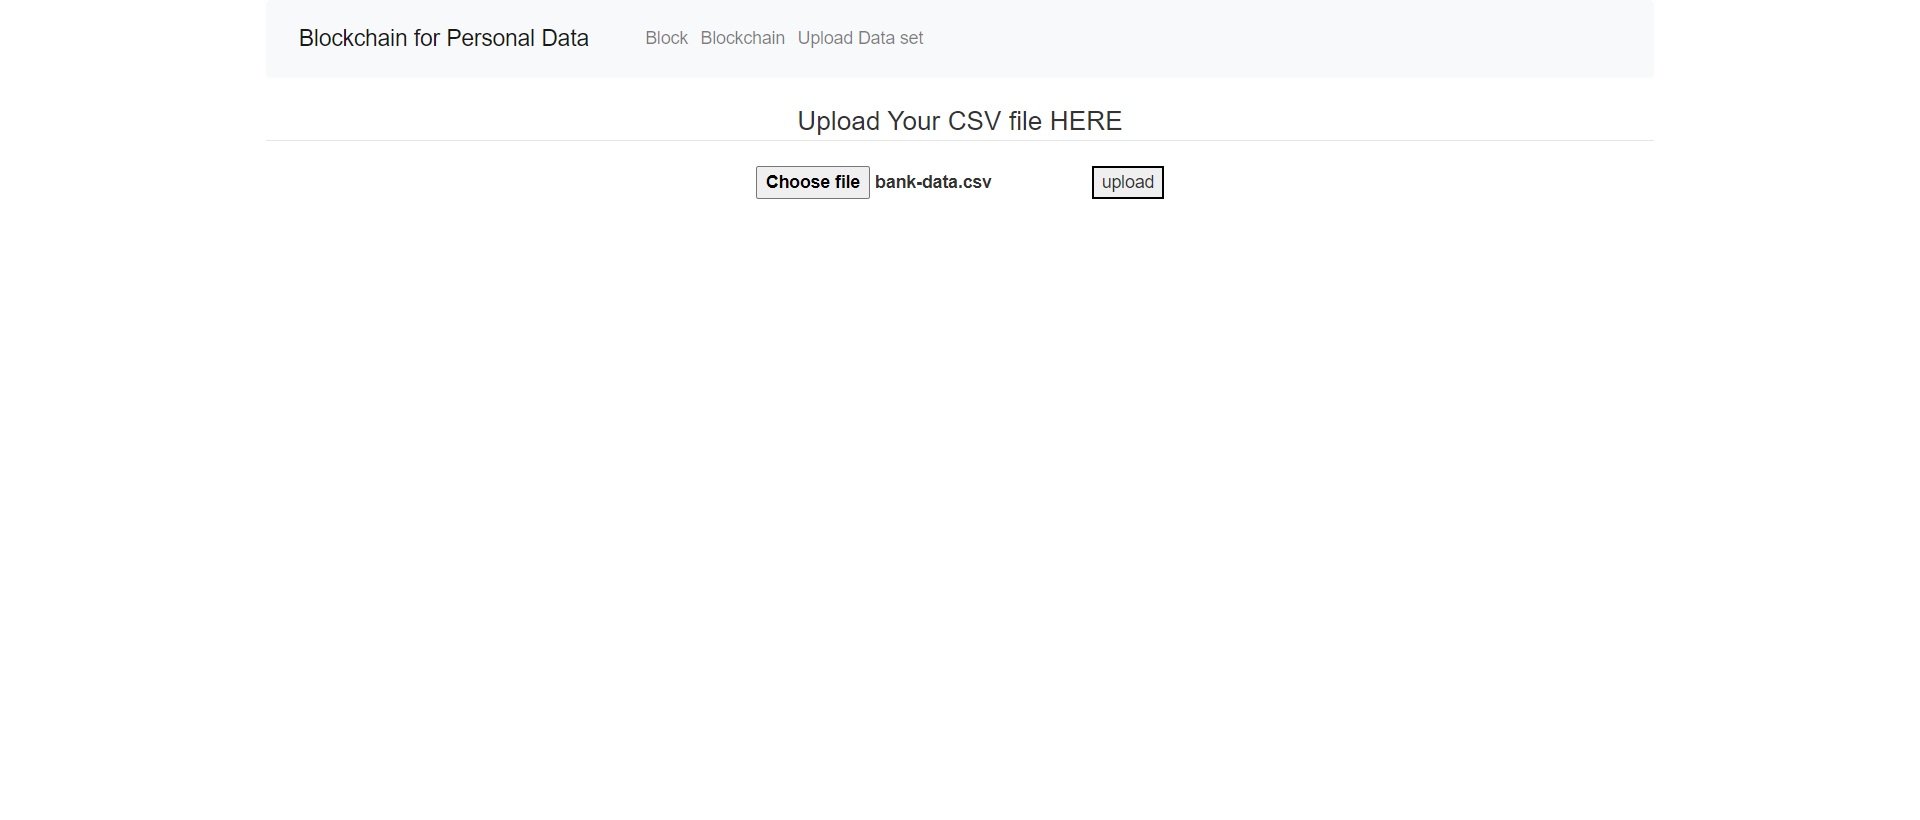 Blockchain for Personal Data Block Blockchain Upload Data set
Upload Your CSV file HERE
Choose file bank-data.csv upload